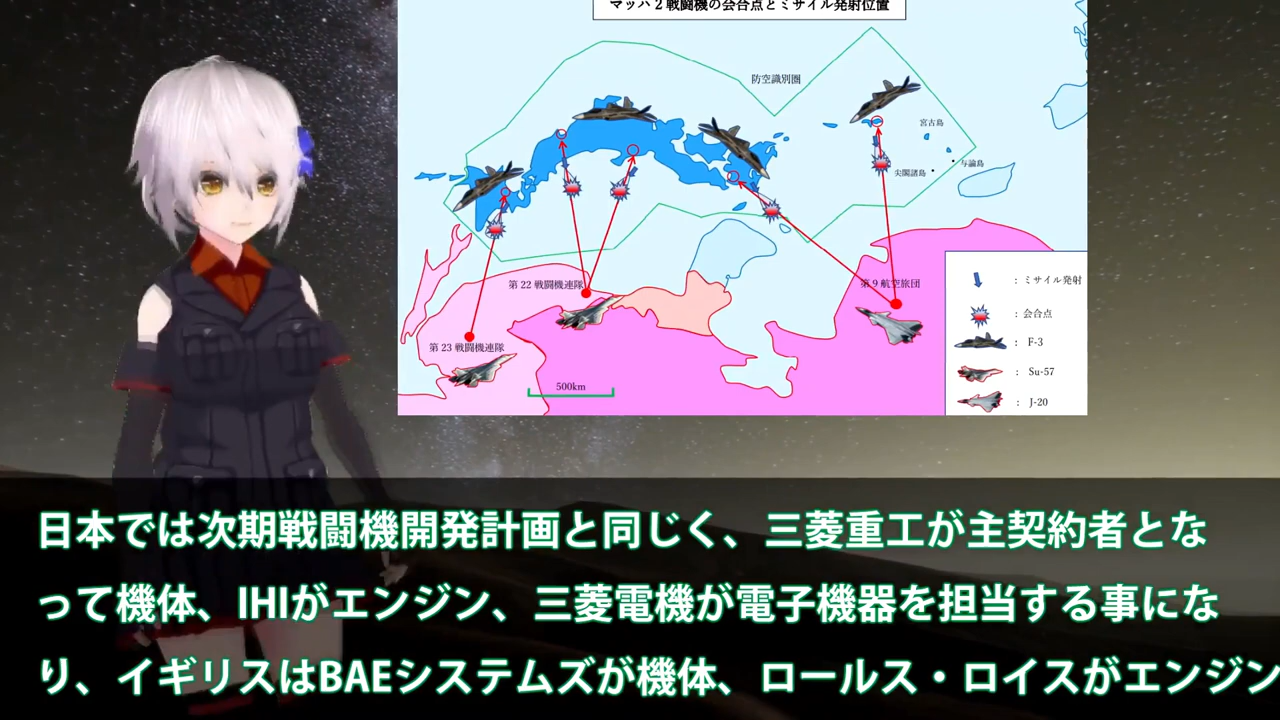 マッハ2戦闘機の会合点とミサイル発射位置
防空識別圏
宮古島
与論島
尖閣諸島
第22戦闘機連隊
第9航空旅団
第23戦闘機連隊
500km
：ミサイル発射
：会合点
：F-3
：Su-57
：J-20
日本では次期戦闘機開発計画と同じく、三菱重工が主契約者とな
って機体、IHIがエンジン、三菱電機が電子機器を担当する事にな
り、イギリスはBAEシステムズが機体、ロールス・ロイスがエンジン